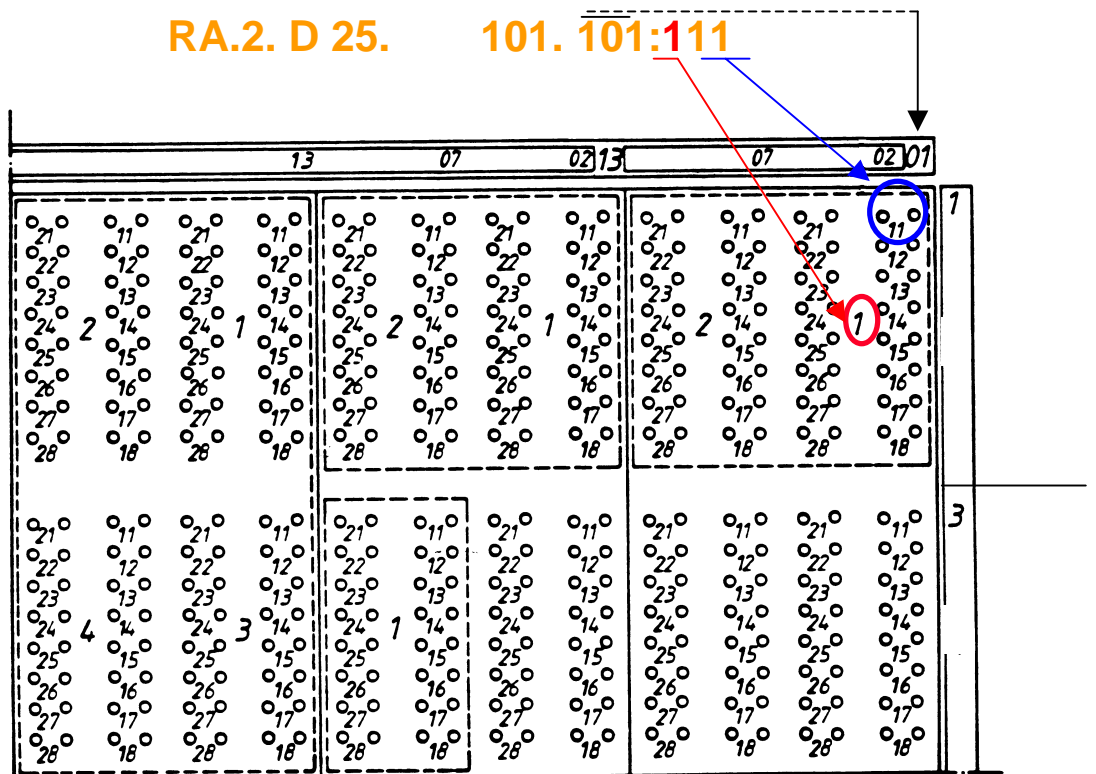 RA.2. D 25. 101. 101:111
13 07 02 13 07 02 01
1
21 11 21 11 21 11 21 11 21 11 21 11
22 12 22 12 22 12 22 12 22 12 22 12
23 13 23 13 23 13 23 13 23 13 23 13
24 2 14 24 1 14 24 2 14 24 1 14 24 2 14 24 1 14
25 15 25 15 25 15 25 15 25 15 25 15
26 16 26 16 26 16 26 16 26 16 26 16
27 17 27 17 27 17 27 17 27 17 27 17
28 18 28 18 28 18 28 18 28 18 28 18
3
21 11 21 11 21 11 21 11 21 11 21 11
22 12 22 12 22 12 22 12 22 12 22 12
23 13 23 13 23 13 23 13 23 13 23 13
24 4 14 24 3 14 24 1 14 24 14 24 14 24 14
25 15 25 15 25 15 25 15 25 15 25 15
26 16 26 16 26 16 26 16 26 16 26 16
27 17 27 17 27 17 27 17 27 17 27 17
28 18 28 18 28 18 28 18 28 18 28 18